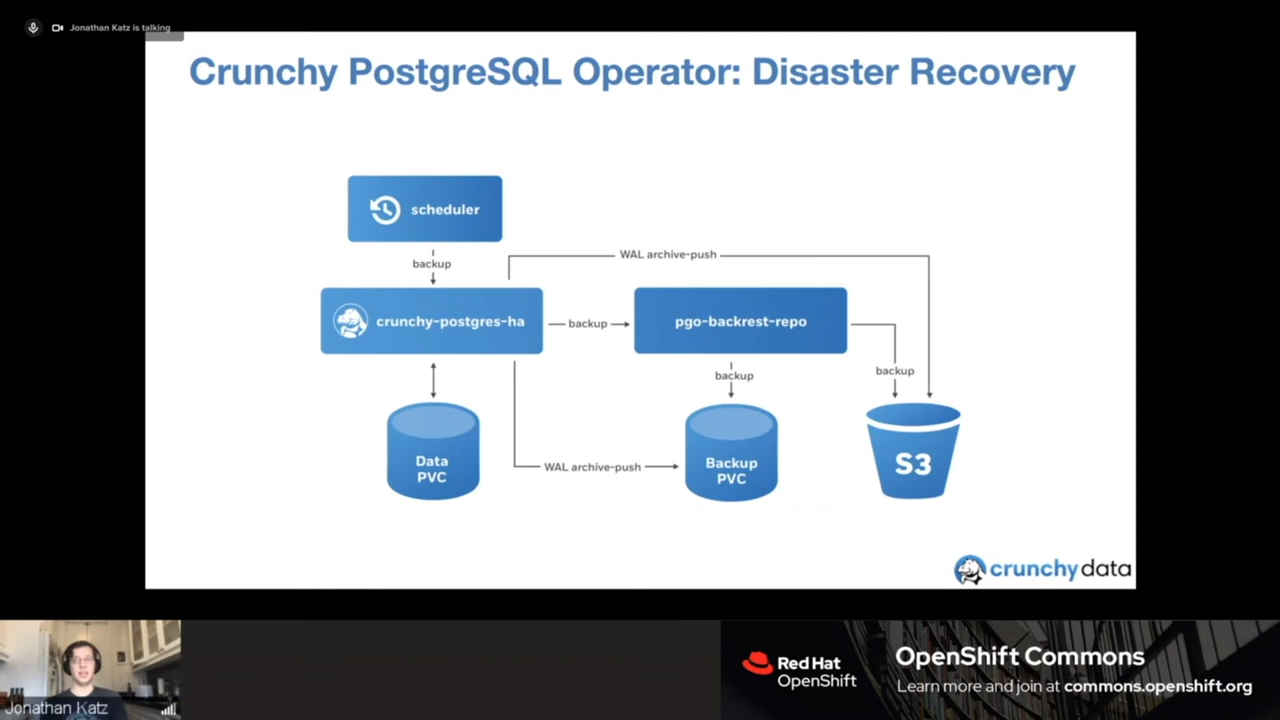 Jonathan Katz is talking
Crunchy PostgreSQL Operator: Disaster Recovery
scheduler
backup
WAL archive-push
crunchy-postgres-ha
backup
pgo-backrest-repo
backup
backup
Data
PVC
WAL archive-push
Backup
PVC
S3
crunchydata
Jonathan Katz
Red Hat
OpenShift
OpenShift Commons
Learn more and join at commons.openshift.org